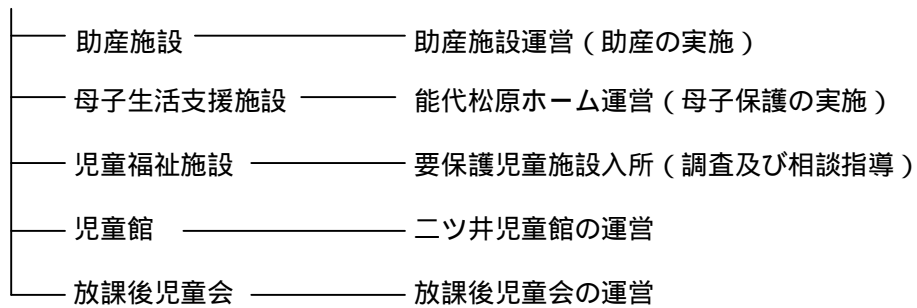 助産施設 助産施設運営(助産の実施)
母子生活支援施設 能代松原ホーム運営(母子保護の実施)
児童福祉施設 要保護児童施設入所(調査及び相談指導)
児童館 二ツ井児童館の運営
放課後児童会 放課後児童会の運営